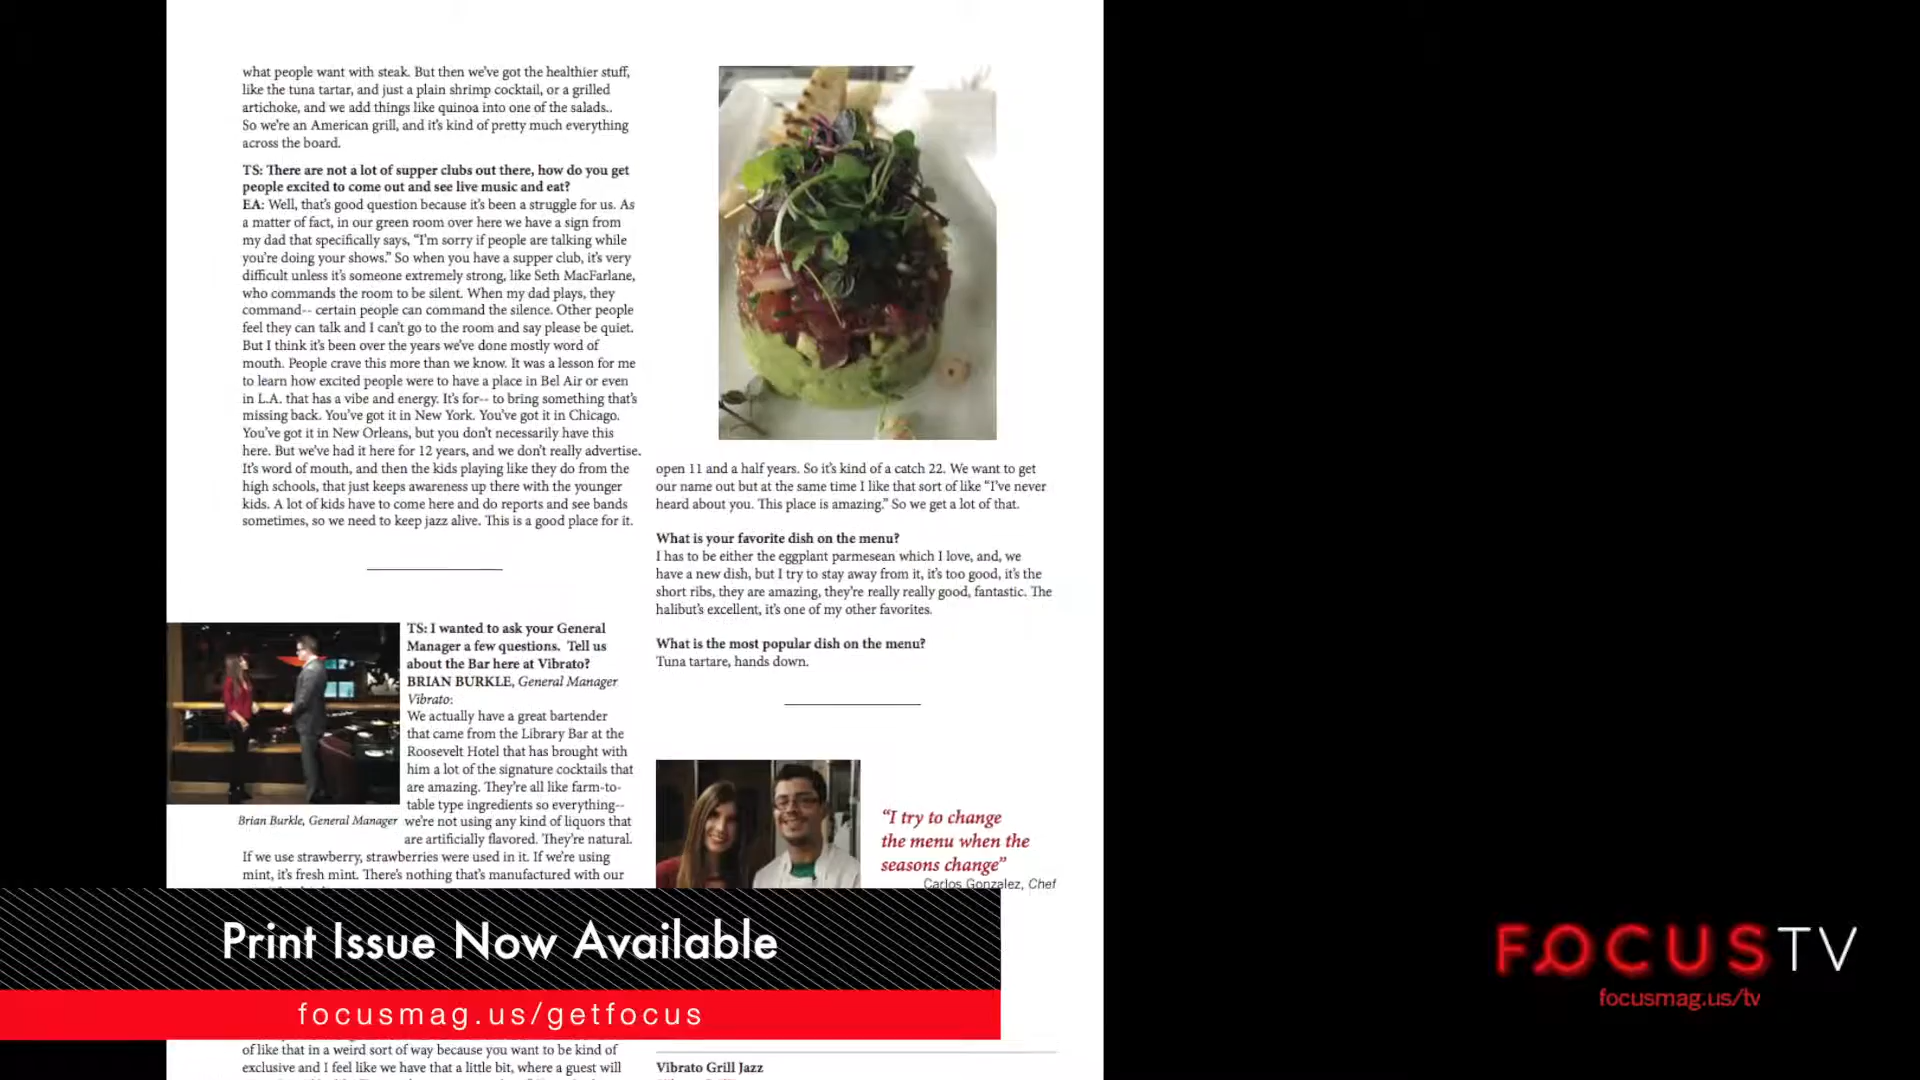 what people want with steak. But then we've got the healthier stuff,
like the tuna tartar, and just a plain shrimp cocktail, or a grilled
artichoke, and we add things like quinoa into one of the salads..
So we're an American grill, and it's kind of pretty much everything
across the board.
TS: There are not a lot of supper clubs out there, how do you get
people excited to come out and see live music and eat?
EA: Well, that's good question because it's been a struggle for us. As
a matter of fact, in our green room over here we have a sign from
my dad that specifically says, “I'm sorry if people are talking while
you're doing your shows.” So when you have a supper club, it's very
difficult unless it's someone extremely strong, like Seth MacFarlane,
who commands the room to be silent. When my dad plays, they
command-- certain people can command the silence. Other people
feel they can talk and I can't go to the room and say please be quiet.
But I think it's been over the years we've done mostly word of
mouth. People crave this more than we know. It was a lesson for me
to learn how excited people were to have a place in Bel Air or even
in L.A. that has a vibe and energy. It's for-- to bring something that's
missing back. You've got it in New York. You've got it in Chicago.
You've got it in New Orleans, but you don't necessarily have this
here. But we've had it here for 12 years, and we don't really advertise.
It's word of mouth, and then the kids playing like they do from the
high schools, that just keeps awareness up there with the younger
kids. A lot of kids have to come here and do reports and see bands
sometimes, so we need to keep jazz alive. This is a good place for it.
TS: I wanted to ask your General
Manager a few questions. Tell us
about the Bar here at Vibrato?
BRIAN BURKLE, General Manager
Vibrato:
We actually have a great bartender
that came from the Library Bar at the
Roosevelt Hotel that has brought with
him a lot of the signature cocktails that
are amazing. They're all like farm-to-
table type ingredients so everything--
we're not using any kind of liquors that
are artificially flavored. They're natural.
Brian Burkle, General Manager
If we use strawberry, strawberries were used in it. If we're using
mint, it's fresh mint. There's nothing that's manufactured with our
of like that in a weird sort of way because you want to be kind of
exclusive and I feel like we have that a little bit, where a guest will
open 11 and a half years. So it's kind of a catch 22. We want to get
our name out but at the same time I like that sort of like “I've never
heard about you. This place is amazing.” So we get a lot of that.
What is your favorite dish on the menu?
I has to be either the eggplant parmesean which I love, and, we
have a new dish, but I try to stay away from it, it's too good, it's the
short ribs, they are amazing, they're really really good, fantastic. The
halibut's excellent, it's one of my other favorites.
What is the most popular dish on the menu?
Tuna tartare, hands down.
“I try to change
the menu when the
seasons change”
Carlos Gonzalez, Chef
Vibrato Grill Jazz
Print Issue Now Available
focusmag.us/getfocus
FOCUSTV
focusmag.us/tv